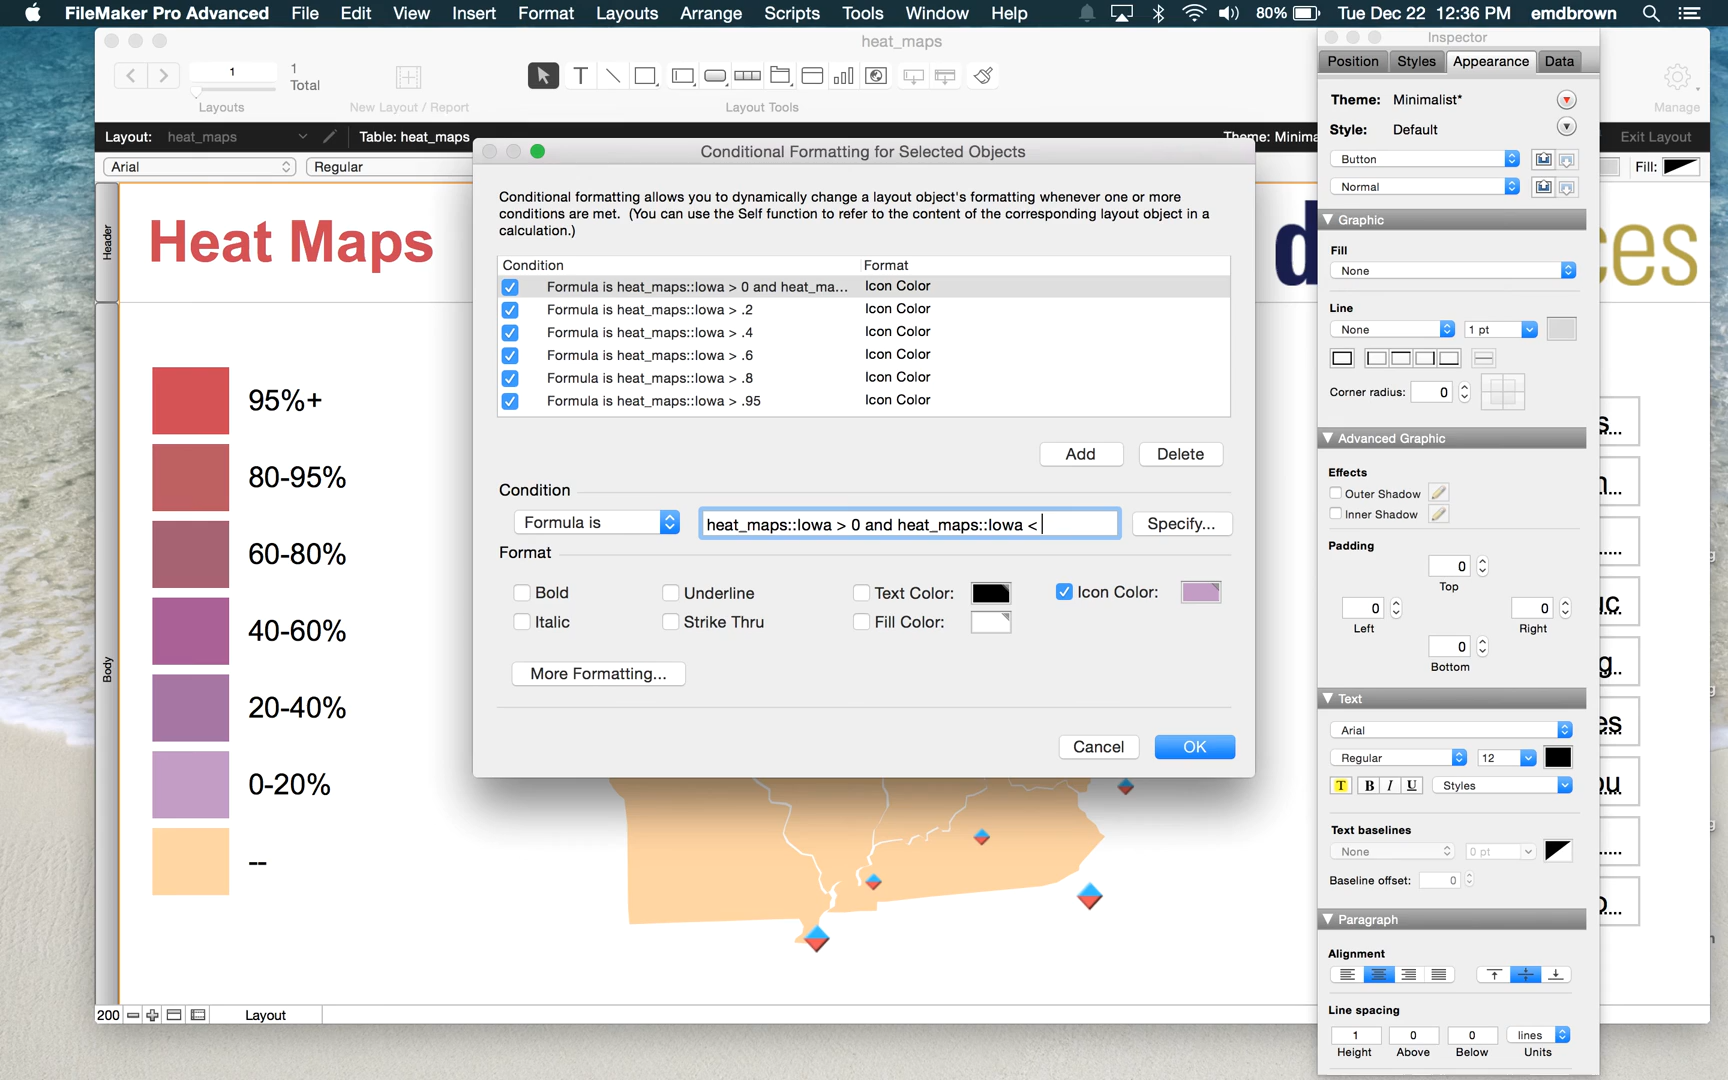 FileMaker Pro Advanced File Edit View Insert Format Layouts Arrange Scripts Tools Window Help 80% Tue Dec 22 12:36 PM emdbrown
heat_maps
Inspector
Position Styles Appearance Data
1
1
Total
Layouts
New Layout / Report
Layout Tools
Manage
Theme: Minimalist*
Style: Default
Layout: heat_maps
Table: heat_maps
Theme: Minima
Exit Layout
Arial
Regular
Fill:
Button
Normal
Header
Heat Maps
d
ces
Conditional Formatting for Selected Objects
Conditional formatting allows you to dynamically change a layout object's formatting whenever one or more
conditions are met. (You can use the Self function to refer to the content of the corresponding layout object in a
calculation.)
Condition Format
Formula is heat_maps::Iowa > 0 and heat_ma... Icon Color
Formula is heat_maps::Iowa > .2 Icon Color
Formula is heat_maps::Iowa > .4 Icon Color
Formula is heat_maps::Iowa > .6 Icon Color
Formula is heat_maps::Iowa > .8 Icon Color
Formula is heat_maps::Iowa > .95 Icon Color
Add Delete
Condition
Formula is
heat_maps::Iowa > 0 and heat_maps::Iowa <
Specify...
Format
Bold Underline Text Color: Icon Color:
Italic Strike Thru Fill Color:
More Formatting...
Cancel OK
Body
95%+
80-95%
60-80%
40-60%
20-40%
0-20%
--
200
Layout
Graphic
Fill
None
Line
None 1 pt
Corner radius: 0
Advanced Graphic
Effects
Outer Shadow
Inner Shadow
Padding
0
Top
0 0
Left Right
0
Bottom
Text
Arial
Regular 12
T B I U Styles
Text baselines
None 0 pt
Baseline offset: 0
Paragraph
Alignment
Line spacing
1 0 0 lines
Height Above Below Units
s...
n...
.....
g..
es
.....